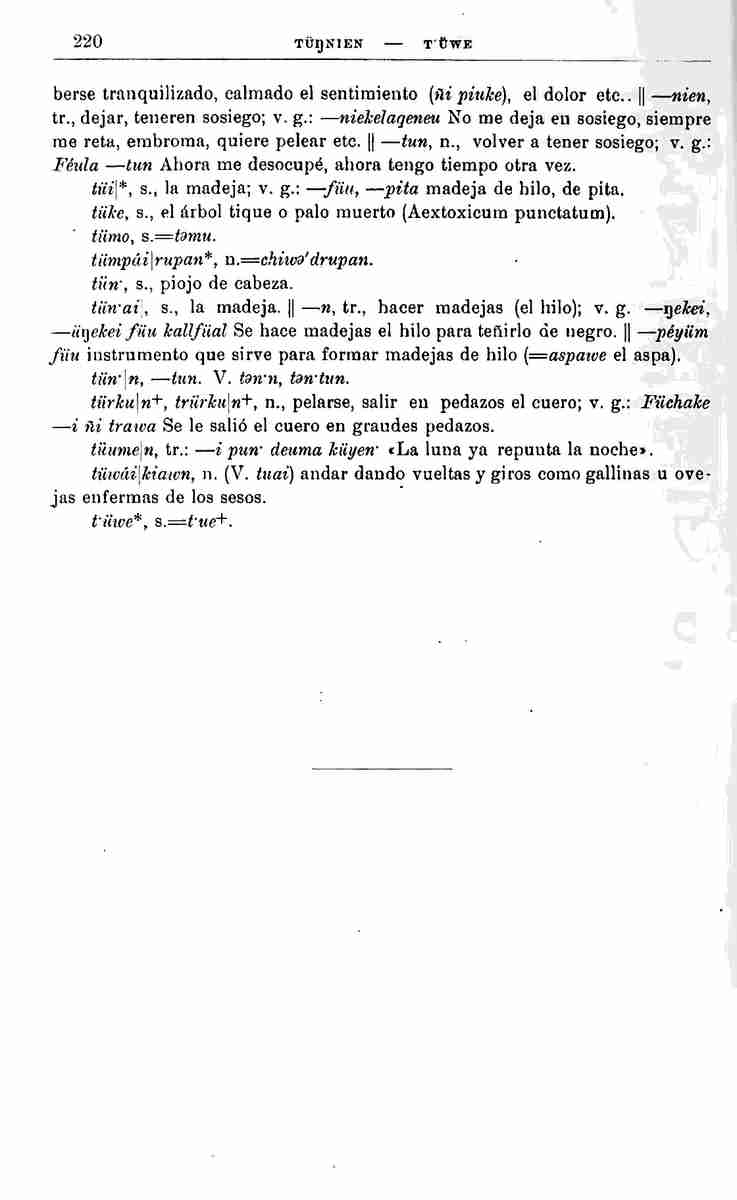 220 TÜŊNIEN — T·ÜWE
berse tranquilizado, calmado el sentimiento (ñi piuke), el dolor etc.. || —nien,
tr., dejar, teneren sosiego; v. g.: —niekelaqeneu No me deja en sosiego, siempre
me reta, embroma, quiere pelear etc. || —tun, n., volver a tener sosiego; v. g.:
Féula —tun Ahora me desocupé, ahora tengo tiempo otra vez.
tüi|*, s., la madeja; v. g.: —füu, —pita madeja de hilo, de pita.
tüke, s., el árbol tique o palo muerto (Aextoxicum punctatum).
tümo, s.=təmu.
tümpái|rupan*, n.=chiwə'drupan.
tün·, s., piojo de cabeza.
tün·ai|, s., la madeja. || —n, tr., hacer madejas (el hilo); v. g. —ŋekei,
—üŋekei füu kallfüal Se hace madejas el hilo para teñirlo de negro. || —péyüm
füu instrumento que sirve para formar madejas de hilo (=aspawe el aspa).
tün·|n, —tun. V. tən·n, tən·tun.
türku|n+, trürku|n+, n., pelarse, salir en pedazos el cuero; v. g.: Füchake
—i ñi trawa Se le salió el cuero en grandes pedazos.
tüume|n, tr.: —i pun· deuma küyen· «La luna ya repunta la noche».
tüwái|kiawn, n. (V. tuai) andar dando vueltas y giros como gallinas u ove-
jas enfermas de los sesos.
t·üwe*, s.=t·ue+.